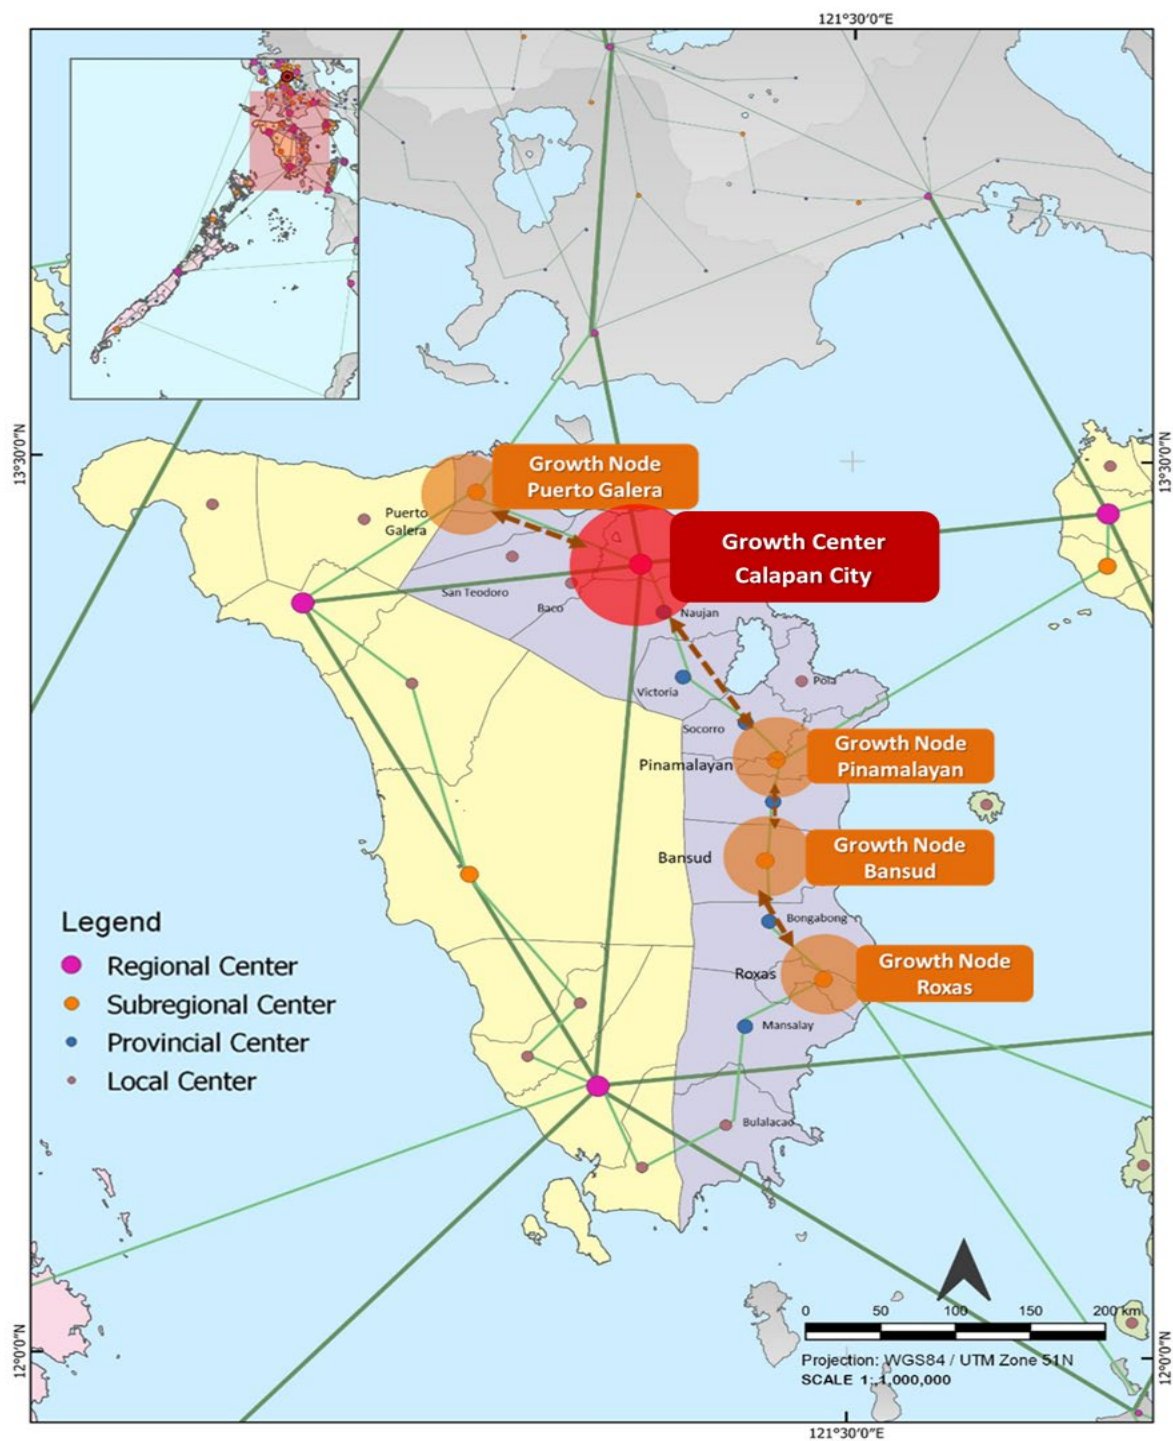 121°30'0"E
13°30'0"N
13°30'0"N
Growth Node
Puerto Galera
Puerto
Galera
Growth Center
Calapan City
San Teodoro
Baco
Naujan
Victoria
Pola
Socorro
Growth Node
Pinamalayan
Pinamalayan
Growth Node
Bansud
Bansud
Bongabong
Growth Node
Roxas
Roxas
Mansalay
Bulalacao
Legend
Regional Center
Subregional Center
Provincial Center
Local Center
0 50 100 150 200 km
Projection: WGS84 / UTM Zone 51N
SCALE 1:,1,000,000
12°0'0"N
12°0'0"N
121°30'0"E